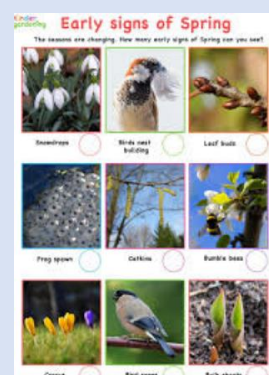 Kinder
gardening
Early signs of Spring
The seasons are changing. How many early signs of Spring can you see?
Snowdrops
Birds nest
building
Leaf buds
Frog spawn
Catkins
Bumble bees